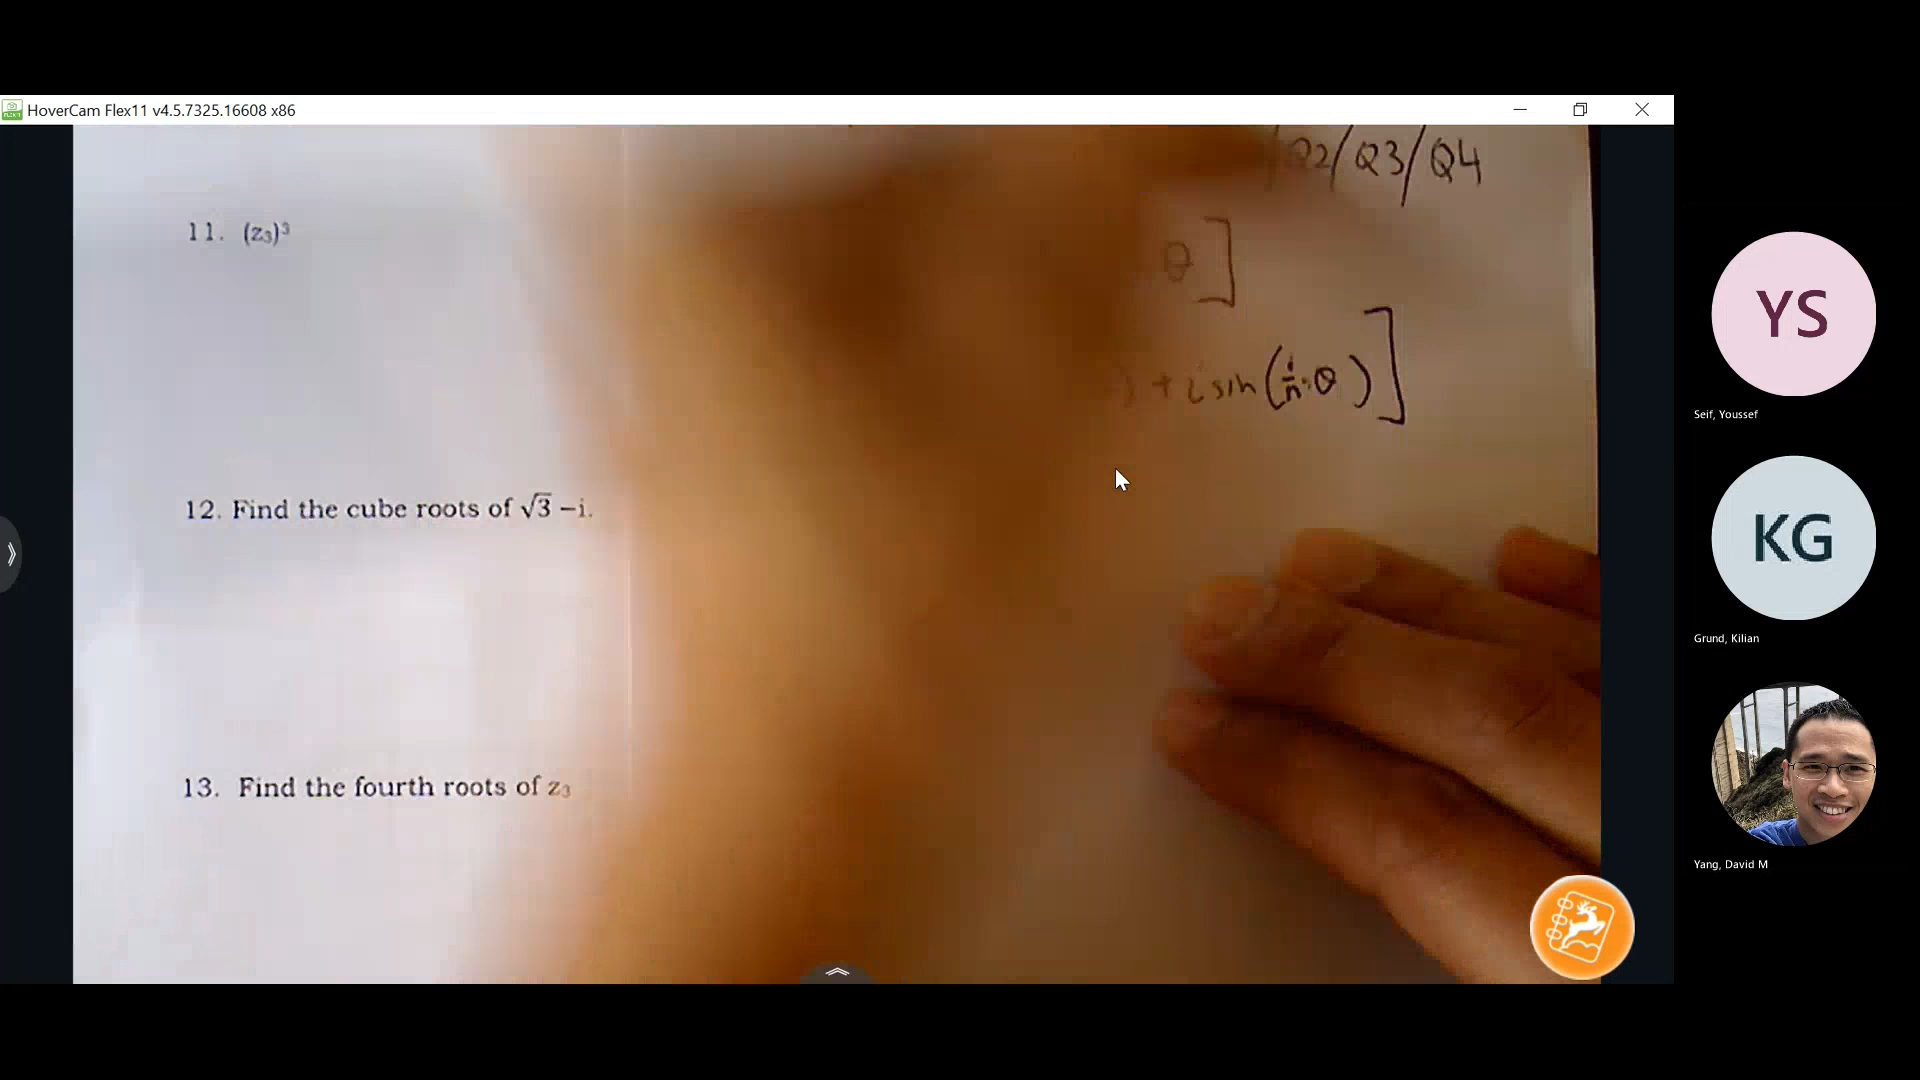 HoverCam Flex11 v4.5.7325.16608 x86
Q2/Q3/Q4
11. (z₃)³
θ]
) + i sin(1/n·θ)]
12. Find the cube roots of √3 −i.
13. Find the fourth roots of z₃
YS
Seif, Youssef
KG
Grund, Kilian
Yang, David M